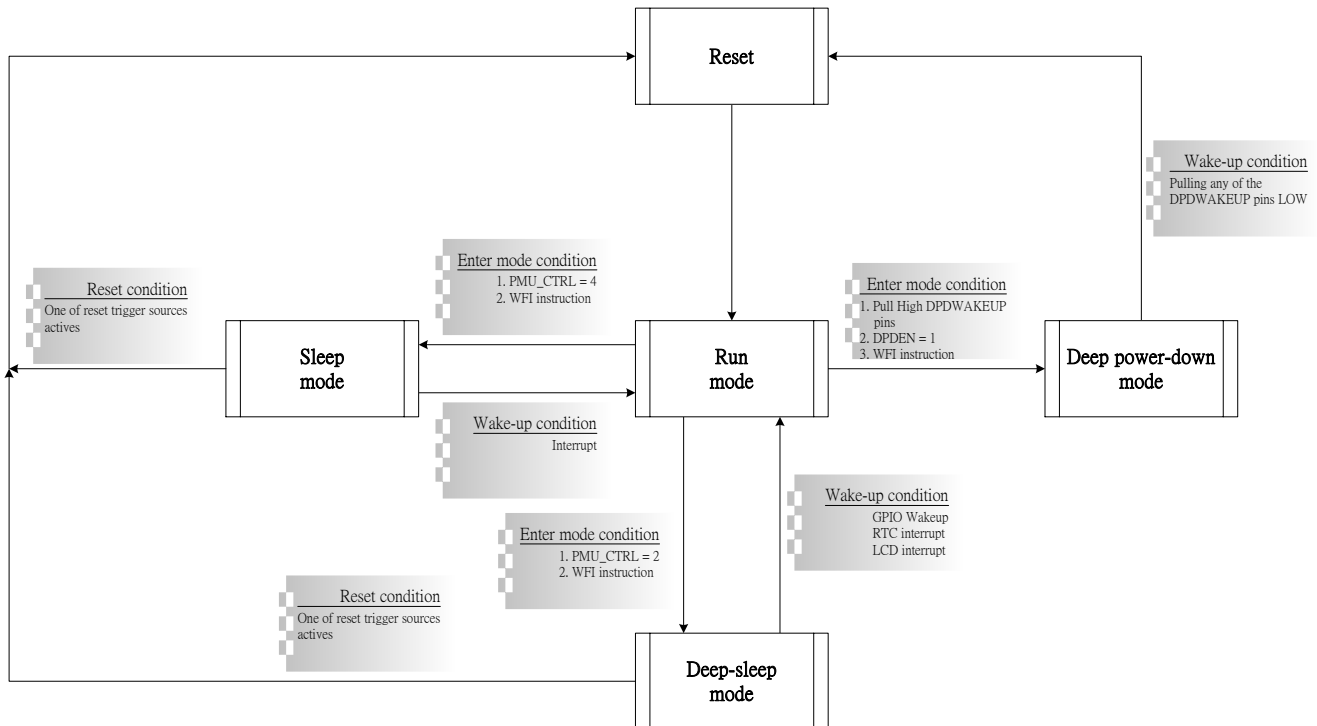 Reset
Wake-up condition
Pulling any of the
DPDWAKEUP pins LOW
Enter mode condition
1. PMU_CTRL = 4
2. WFI instruction
Reset condition
One of reset trigger sources
actives
Enter mode condition
1. Pull High DPDWAKEUP
pins
2. DPDEN = 1
3. WFI instruction
Sleep
mode
Run
mode
Deep power-down
mode
Wake-up condition
Interrupt
Wake-up condition
GPIO Wakeup
RTC interrupt
LCD interrupt
Enter mode condition
1. PMU_CTRL = 2
2. WFI instruction
Reset condition
One of reset trigger sources
actives
Deep-sleep
mode